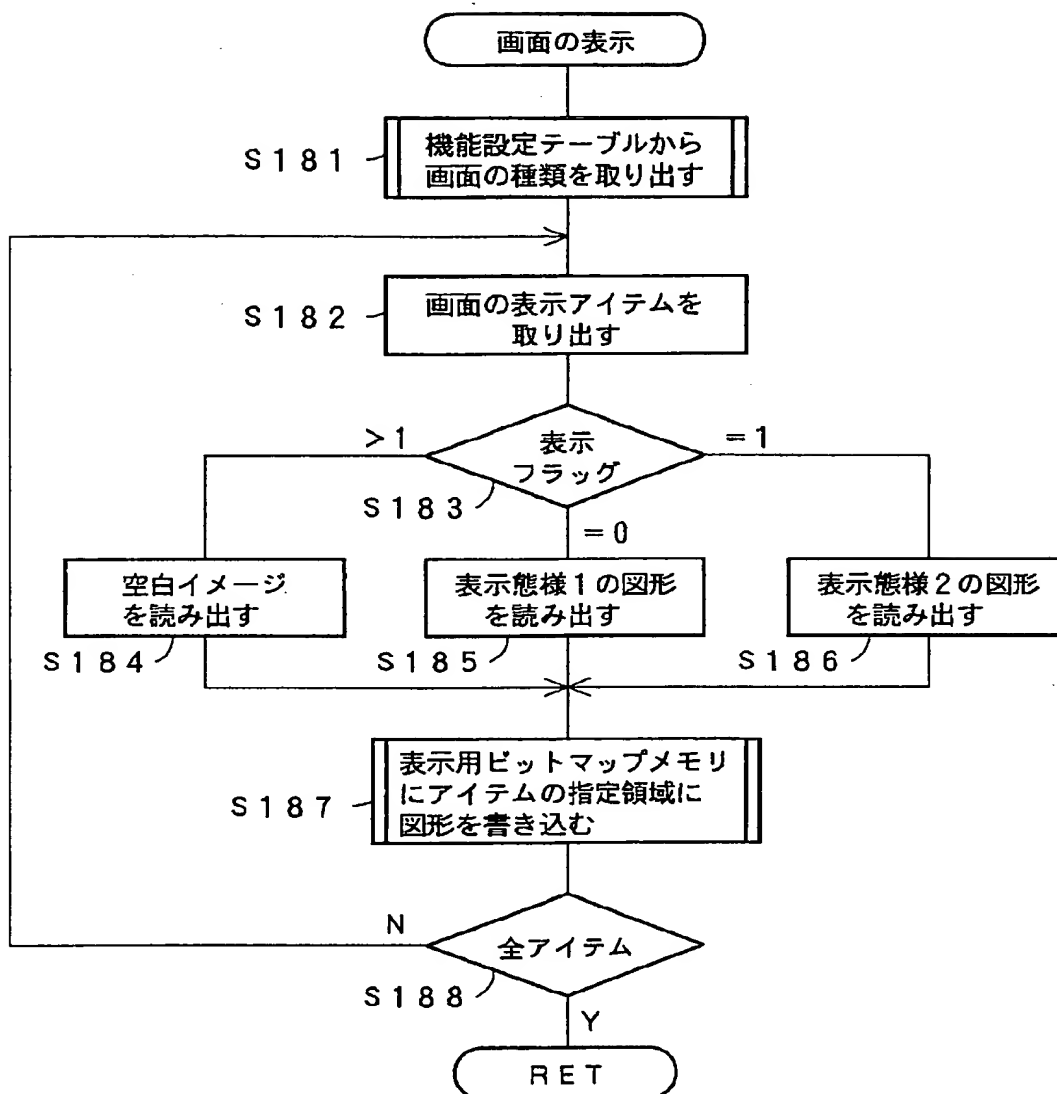 画面の表示
S181
機能設定テーブルから
画面の種類を取り出す
S182
画面の表示アイテムを
取り出す
>1
表示
フラッグ
=1
S183
=0
空白イメージ
を読み出す
S184
表示態様1の図形
を読み出す
S185
表示態様2の図形
を読み出す
S186
S187
表示用ビットマップメモリ
にアイテムの指定領域に
図形を書き込む
N
全アイテム
S188
Y
RET